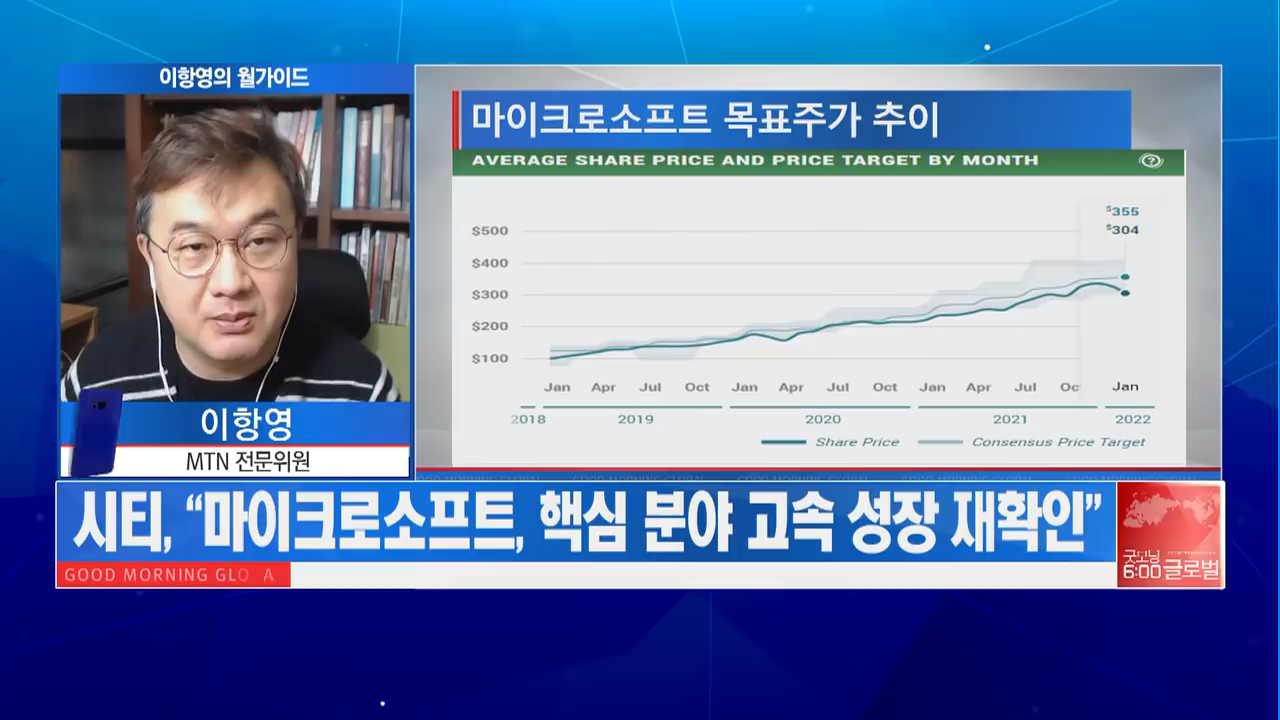 이항영의 월가이드
마이크로소프트 목표주가 추이
AVERAGE SHARE PRICE AND PRICE TARGET BY MONTH
?
$355
$304
$500
$400
$300
$200
$100
Jan Apr Jul Oct Jan Apr Jul Oct Jan Apr Jul Oc Jan
2018 2019 2020 2021 2022
Share Price Consensus Price Target
이항영
MTN 전문위원
시티, “마이크로소프트, 핵심 분야 고속 성장 재확인”
GOOD MORNING GLO A
굿모닝
6:00 글로벌